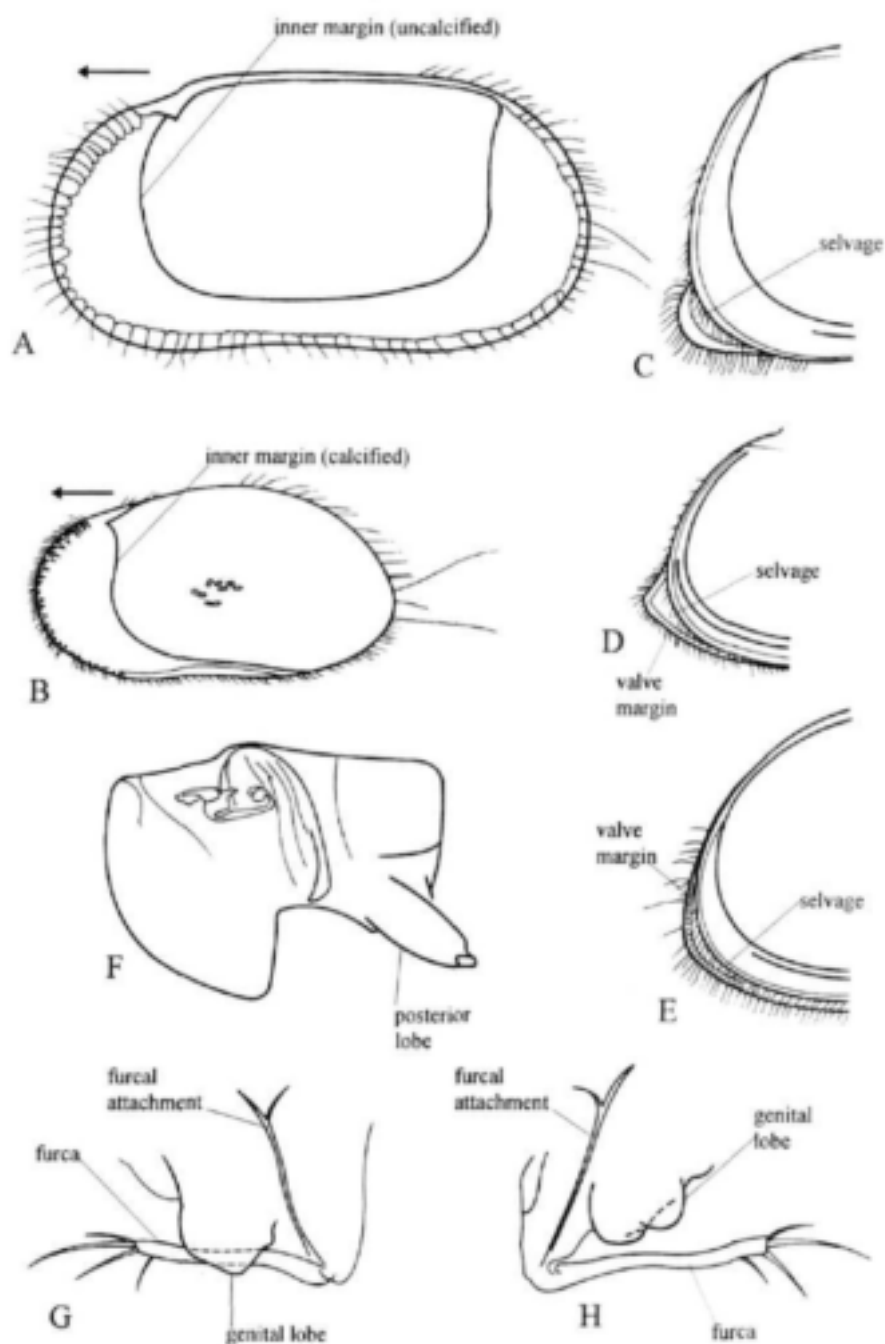 inner margin (uncalcified)
selvage
A
C
inner margin (calcified)
selvage
B
D
valve
margin
valve
margin
selvage
F
E
posterior
lobe
furcal
attachment
furcal
attachment
genital
lobe
furca
G
H
genital lobe
furca